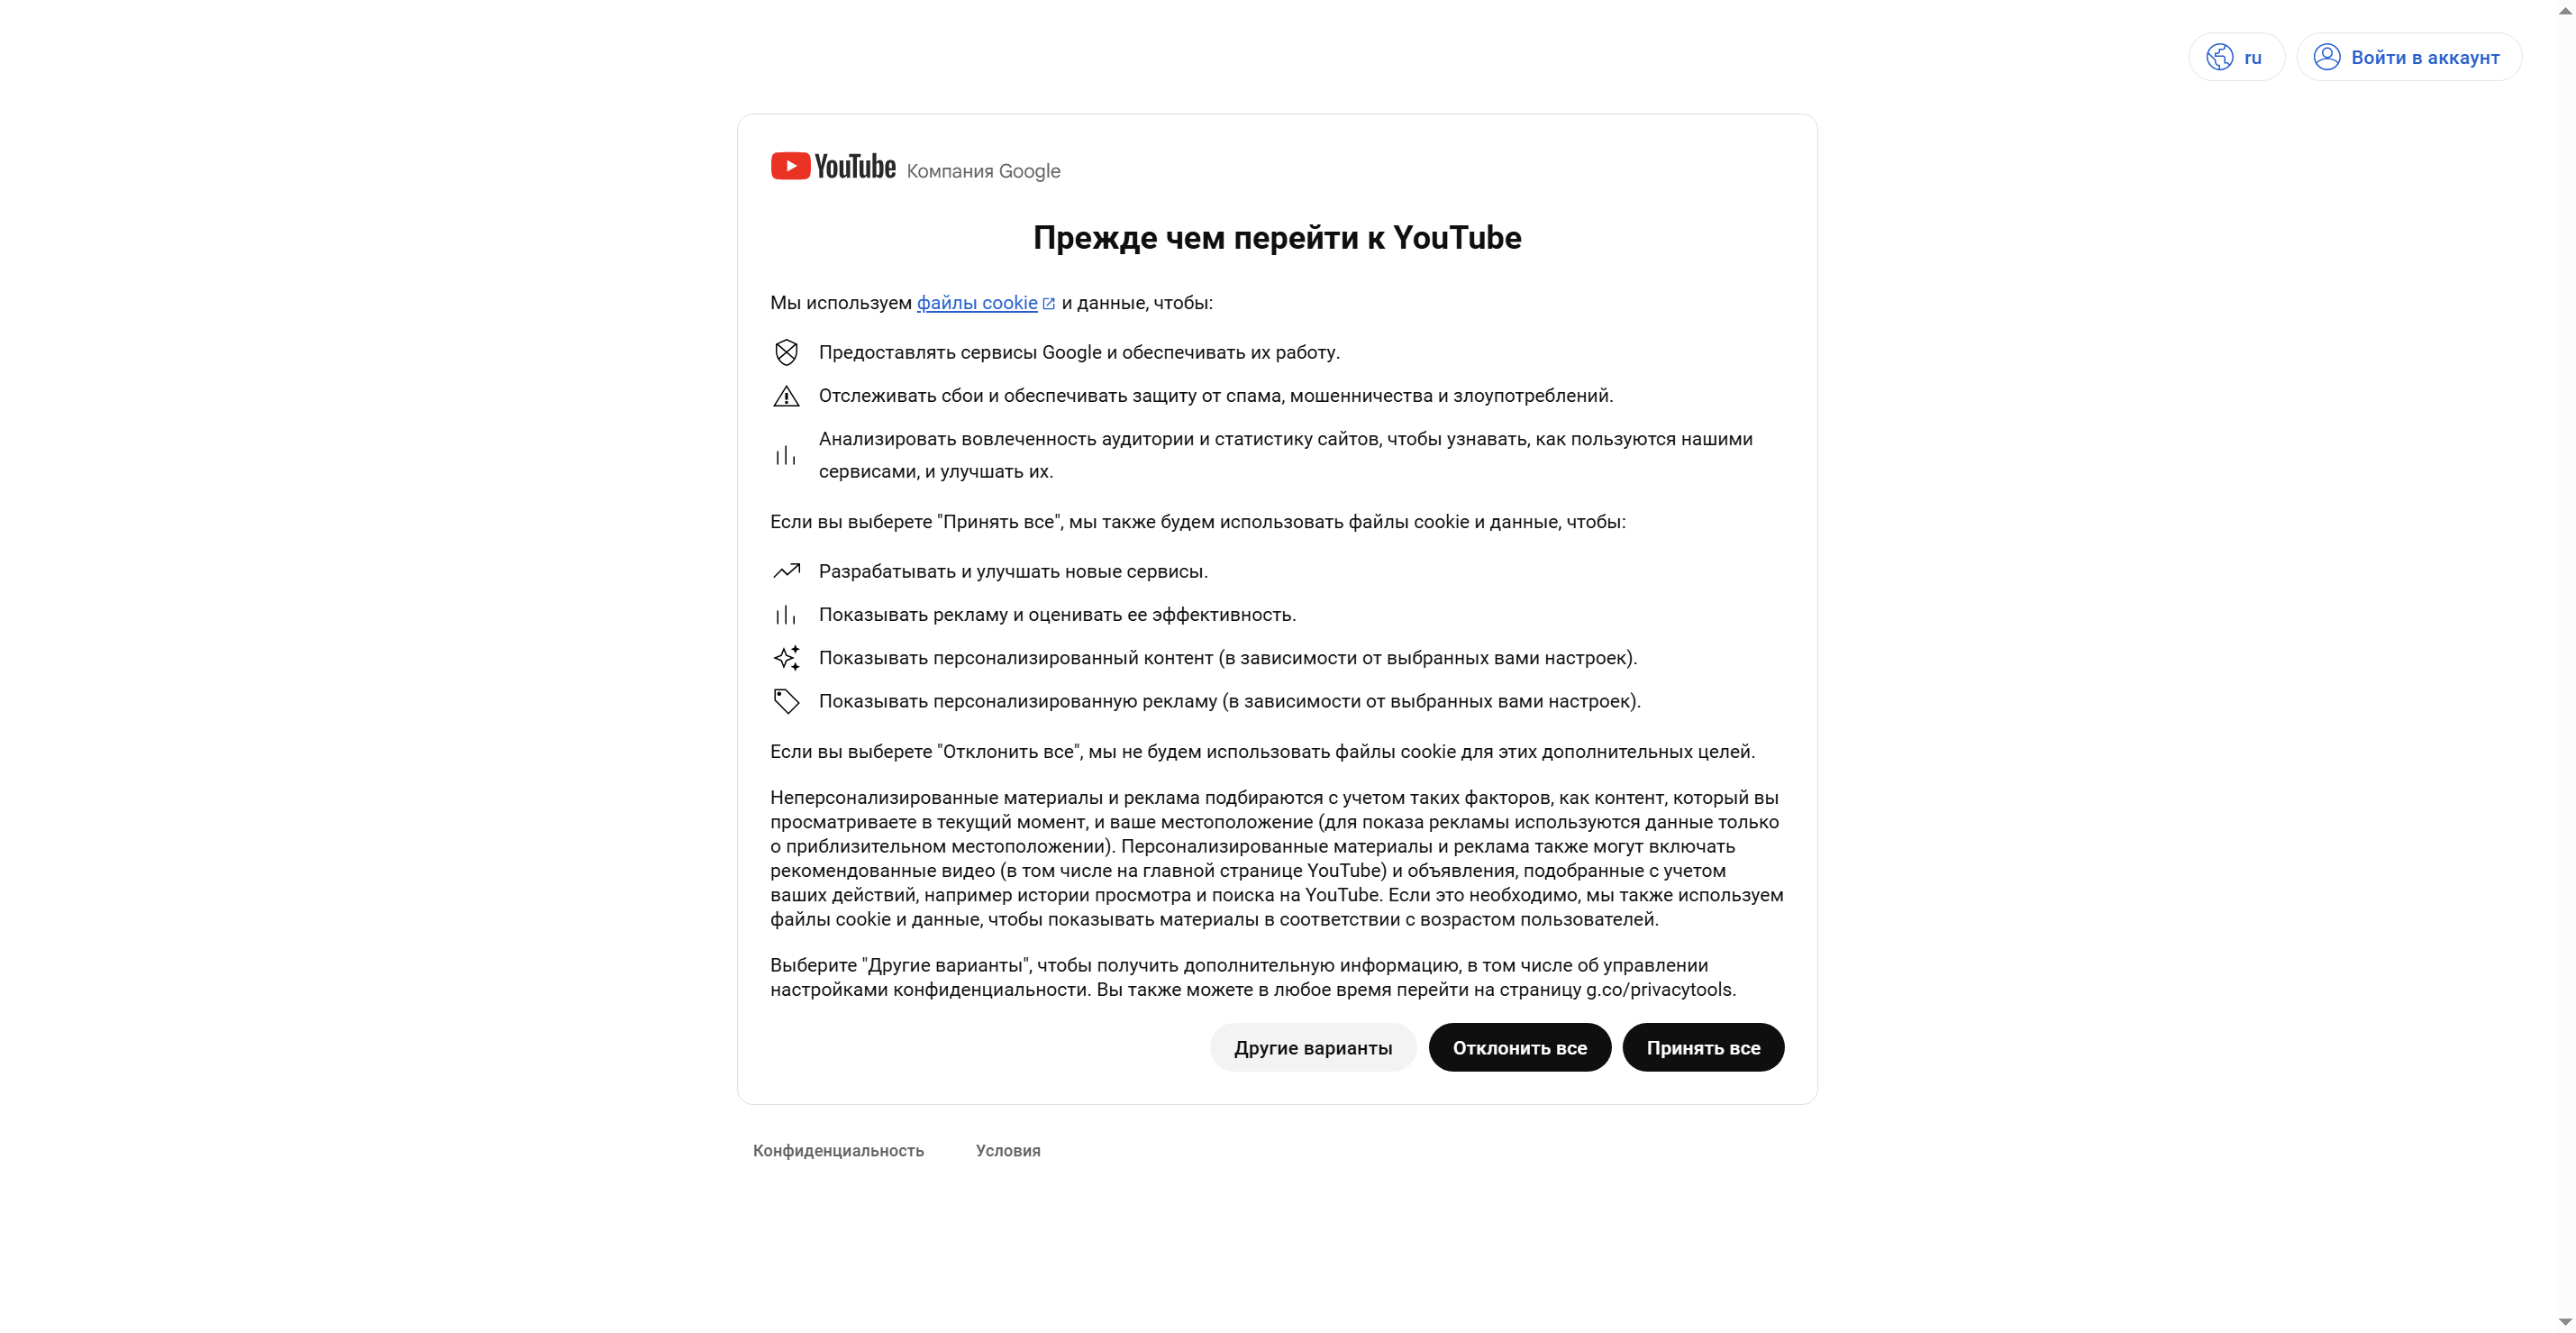 ru
Войти в аккаунт
YouTube Компания Google
Прежде чем перейти к YouTube
Мы используем файлы cookie и данные, чтобы:
Предоставлять сервисы Google и обеспечивать их работу.
Отслеживать сбои и обеспечивать защиту от спама, мошенничества и злоупотреблений.
Анализировать вовлеченность аудитории и статистику сайтов, чтобы узнавать, как пользуются нашими
сервисами, и улучшать их.
Если вы выберете "Принять все", мы также будем использовать файлы cookie и данные, чтобы:
Разрабатывать и улучшать новые сервисы.
Показывать рекламу и оценивать ее эффективность.
Показывать персонализированный контент (в зависимости от выбранных вами настроек).
Показывать персонализированную рекламу (в зависимости от выбранных вами настроек).
Если вы выберете "Отклонить все", мы не будем использовать файлы cookie для этих дополнительных целей.
Неперсонализированные материалы и реклама подбираются с учетом таких факторов, как контент, который вы
просматриваете в текущий момент, и ваше местоположение (для показа рекламы используются данные только
о приблизительном местоположении). Персонализированные материалы и реклама также могут включать
рекомендованные видео (в том числе на главной странице YouTube) и объявления, подобранные с учетом
ваших действий, например истории просмотра и поиска на YouTube. Если это необходимо, мы также используем
файлы cookie и данные, чтобы показывать материалы в соответствии с возрастом пользователей.
Выберите "Другие варианты", чтобы получить дополнительную информацию, в том числе об управлении
настройками конфиденциальности. Вы также можете в любое время перейти на страницу g.co/privacytools.
Другие варианты
Отклонить все
Принять все
Конфиденциальность
Условия